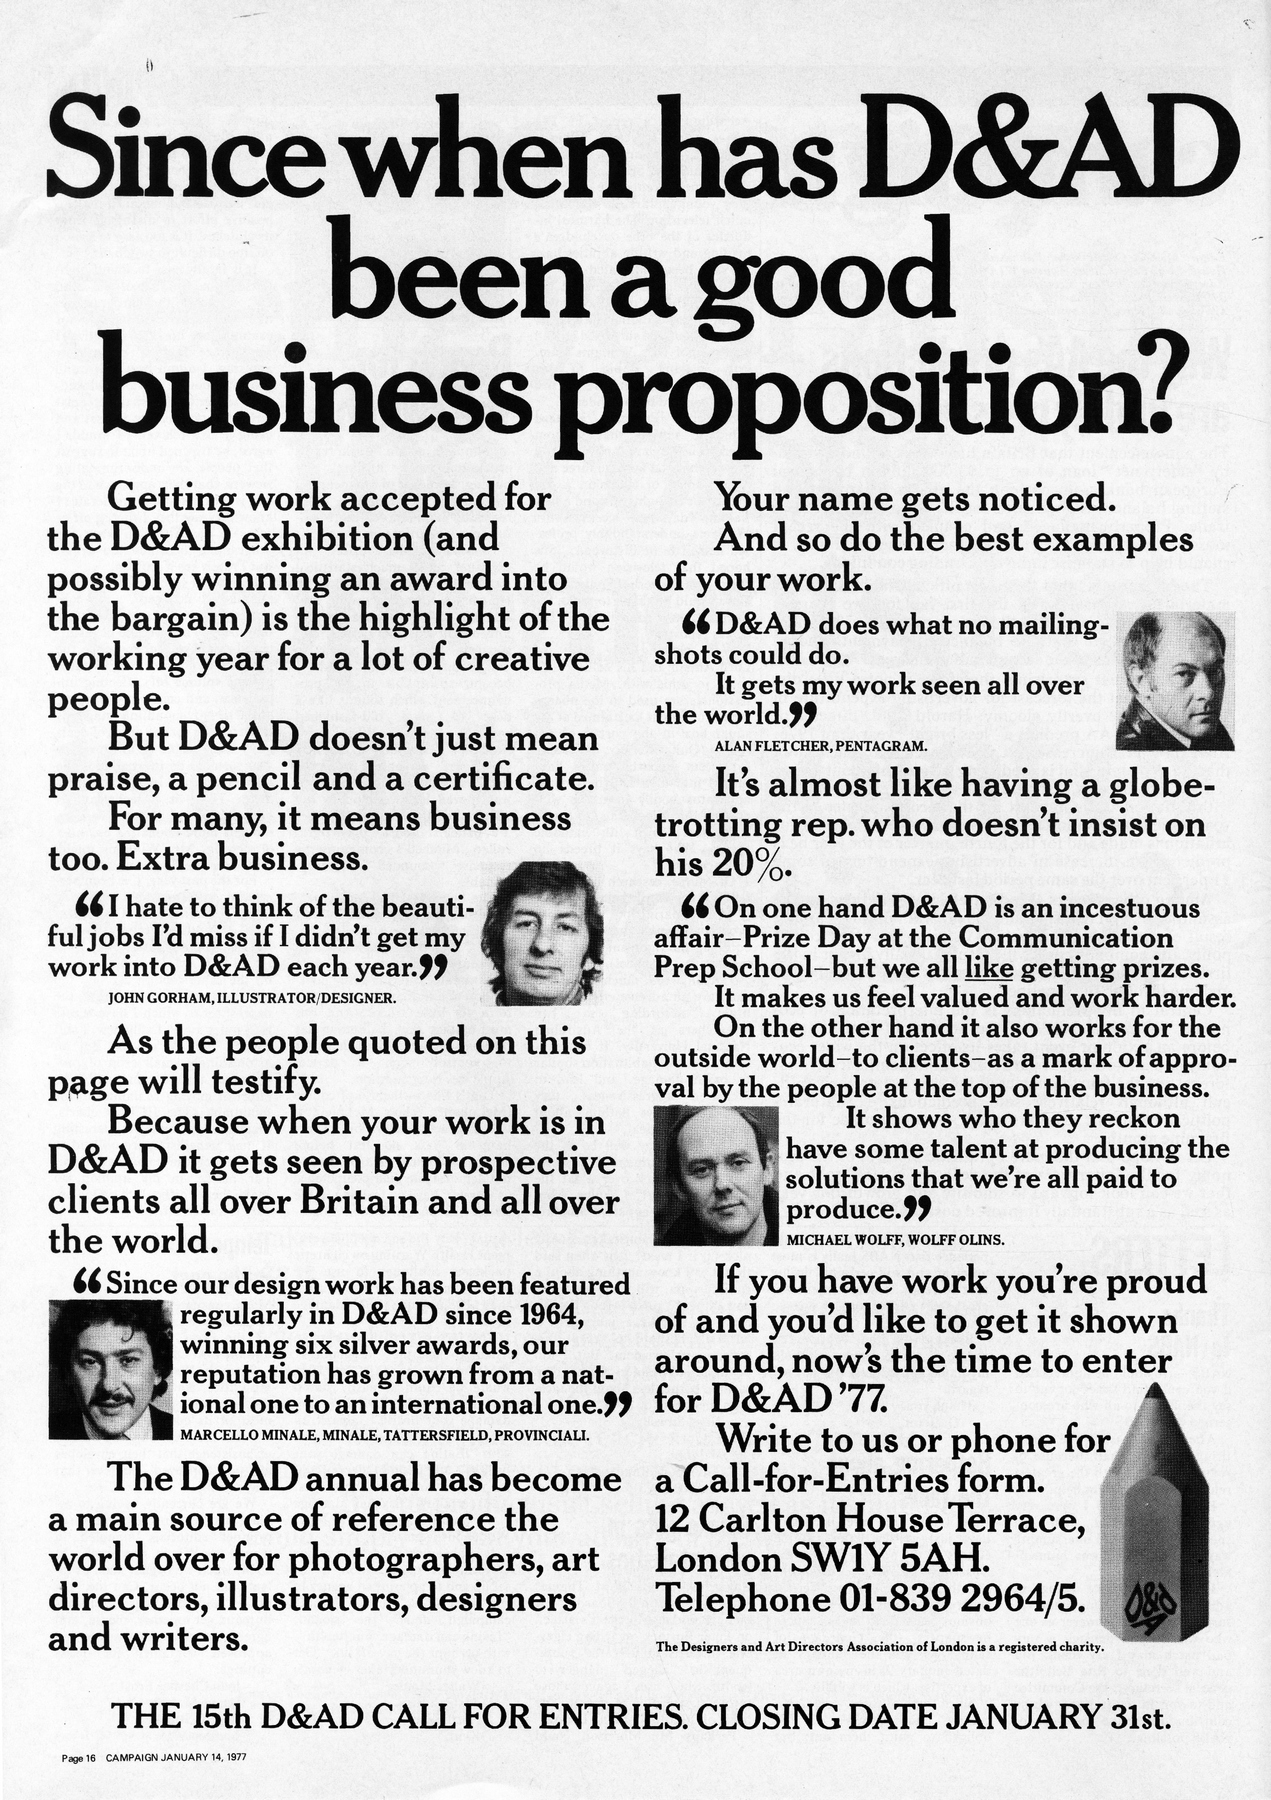 Since when has D&AD
been a good
business proposition?
Getting work accepted for
the D&AD exhibition (and
possibly winning an award into
the bargain) is the highlight of the
working year for a lot of creative
people.
But D&AD doesn't just mean
praise, a pencil and a certificate.
For many, it means business
too. Extra business.
“I hate to think of the beauti-
ful jobs I'd miss if I didn't get my
work into D&AD each year.”
JOHN GORHAM, ILLUSTRATOR/DESIGNER.
As the people quoted on this
page will testify.
Because when your work is in
D&AD it gets seen by prospective
clients all over Britain and all over
the world.
“Since our design work has been featured
regularly in D&AD since 1964,
winning six silver awards, our
reputation has grown from a nat-
ional one to an international one.”
MARCELLO MINALE, MINALE, TATTERSFIELD, PROVINCIALI.
The D&AD annual has become
a main source of reference the
world over for photographers, art
directors, illustrators, designers
and writers.
Your name gets noticed.
And so do the best examples
of your work.
“D&AD does what no mailing-
shots could do.
It gets my work seen all over
the world.”
ALAN FLETCHER, PENTAGRAM.
It's almost like having a globe-
trotting rep. who doesn't insist on
his 20%.
“On one hand D&AD is an incestuous
affair–Prize Day at the Communication
Prep School–but we all like getting prizes.
It makes us feel valued and work harder.
On the other hand it also works for the
outside world–to clients–as a mark of appro-
val by the people at the top of the business.
It shows who they reckon
have some talent at producing the
solutions that we're all paid to
produce.”
MICHAEL WOLFF, WOLFF OLINS.
If you have work you're proud
of and you'd like to get it shown
around, now's the time to enter
for D&AD '77.
Write to us or phone for
a Call-for-Entries form.
12 Carlton House Terrace,
London SW1Y 5AH.
Telephone 01-839 2964/5.
D&AD
The Designers and Art Directors Association of London is a registered charity.
THE 15th D&AD CALL FOR ENTRIES. CLOSING DATE JANUARY 31st.
Page 16 CAMPAIGN JANUARY 14, 1977